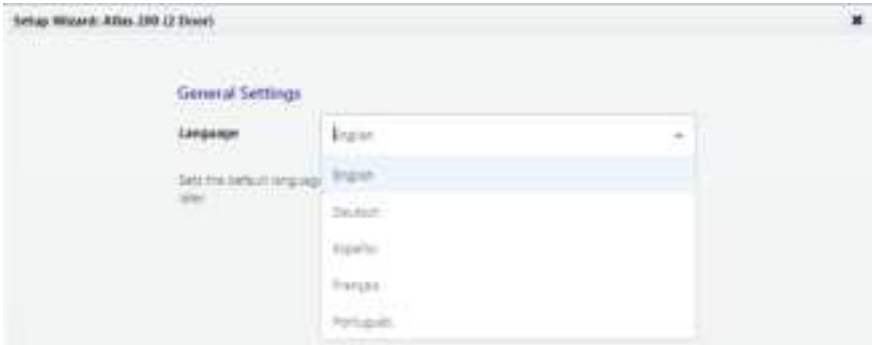 Setup Wizard: Atlas 200 (2 Door)
General Settings
Language
English
Sets the default language
later.
English
Deutsch
Español
Français
Português